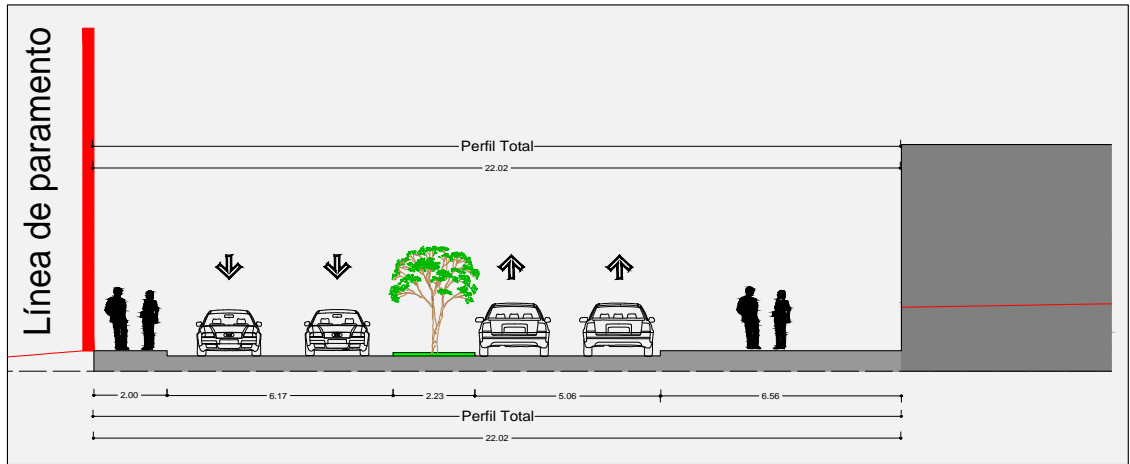 Línea de paramento
Perfil Total
22.02
2.00 6.17 2.23 5.06 6.56
Perfil Total
22.02